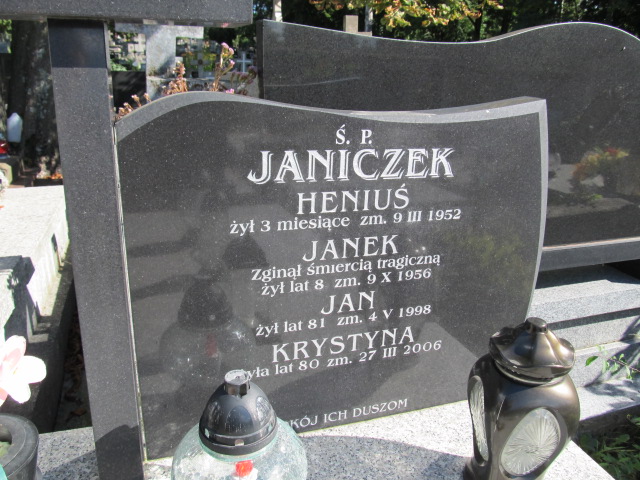 Ś. P.
JANICZEK
HENIUŚ
żył 3 miesiące zm. 9 III 1952
JANEK
Zginął śmiercią tragiczną
żył lat 8 zm. 9 X 1956
JAN
żył lat 81 zm. 4 V 1998
KRYSTYNA
yła lat 80 zm. 27 III 2006
KÓJ ICH DUSZOM